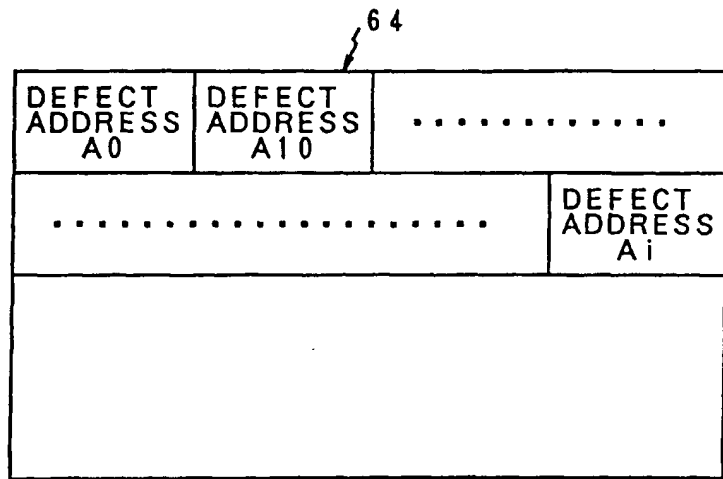 64
DEFECT
ADDRESS
A0
DEFECT
ADDRESS
A10
............
.....................
DEFECT
ADDRESS
Ai